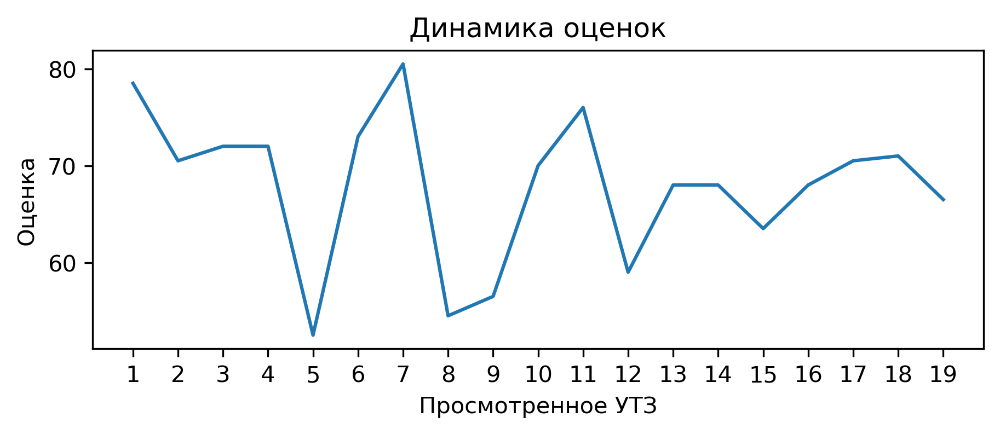 Динамика оценок
80
70
60
Оценка
1 2 3 4 5 6 7 8 9 10 11 12 13 14 15 16 17 18 19
Просмотренное УТЗ